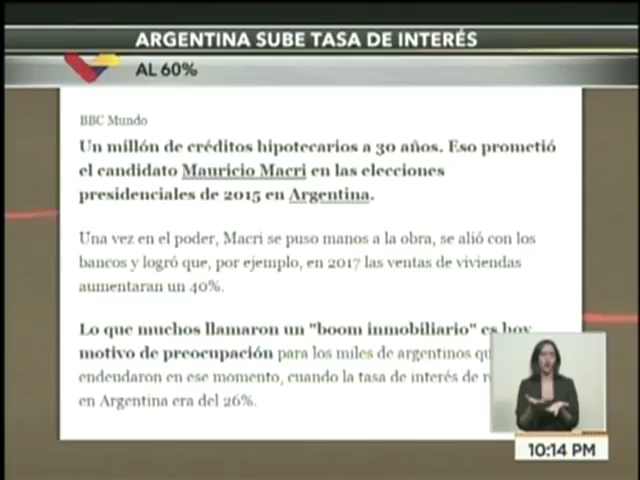 ARGENTINA SUBE TASA DE INTERÉS
AL 60%
BBC Mundo
Un millón de créditos hipotecarios a 30 años. Eso prometió
el candidato Mauricio Macri en las elecciones
presidenciales de 2015 en Argentina.
Una vez en el poder, Macri se puso manos a la obra, se alió con los
bancos y logró que, por ejemplo, en 2017 las ventas de viviendas
aumentaran un 40%.
Lo que muchos llamaron un "boom inmobiliario" es hoy
motivo de preocupación para los miles de argentinos
endeudaron en ese momento, cuando la tasa de interés de
en Argentina era del 26%.
10:14 PM